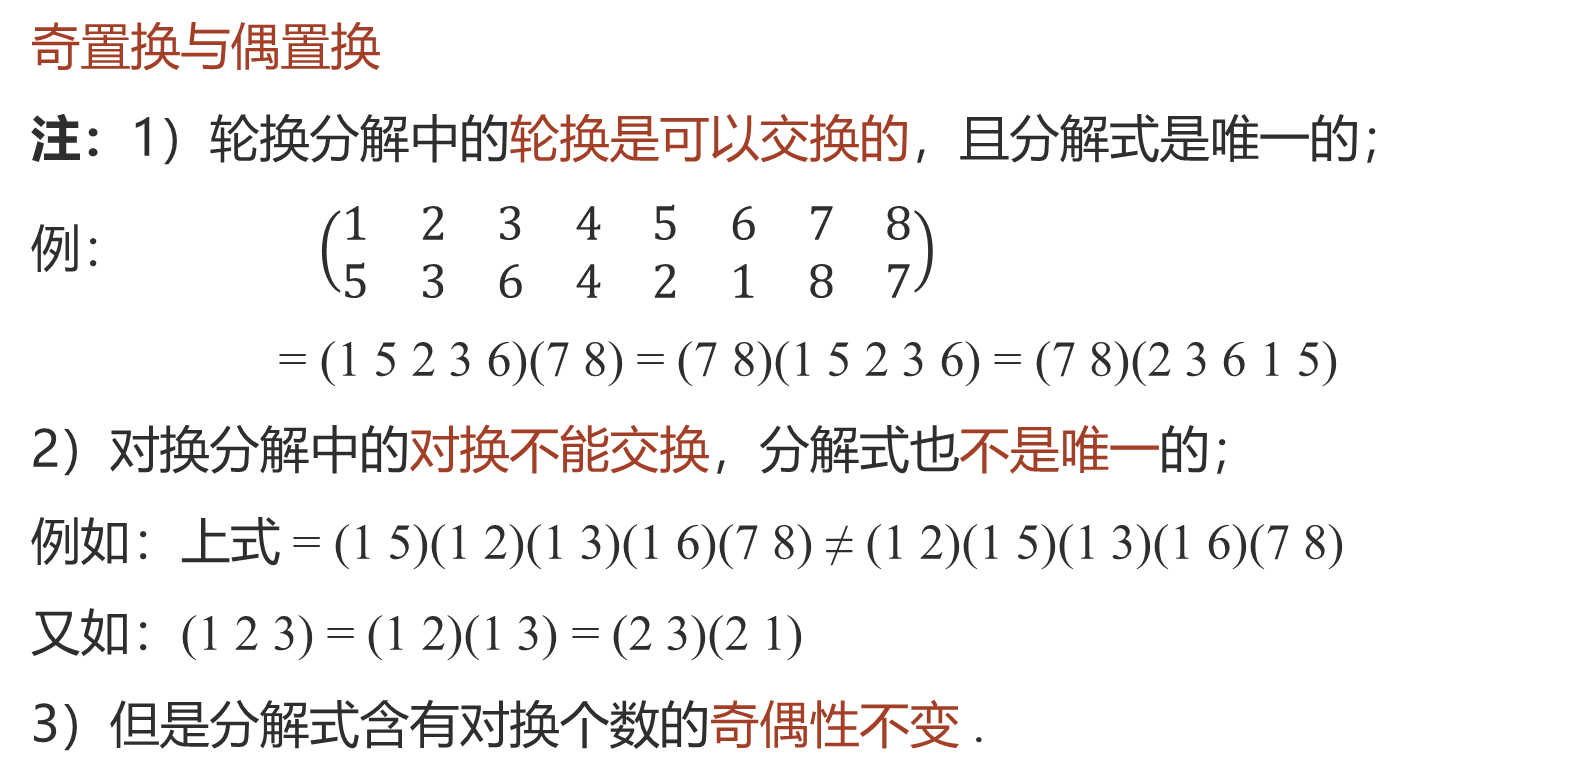 奇置换与偶置换
注：1）轮换分解中的轮换是可以交换的，且分解式是唯一的；
例：
(1 2 3 4 5 6 7 8)
(5 3 6 4 2 1 8 7)
= (1 5 2 3 6)(7 8) = (7 8)(1 5 2 3 6) = (7 8)(2 3 6 1 5)
2）对换分解中的对换不能交换，分解式也不是唯一的；
例如：上式 = (1 5)(1 2)(1 3)(1 6)(7 8) ≠ (1 2)(1 5)(1 3)(1 6)(7 8)
又如：(1 2 3) = (1 2)(1 3) = (2 3)(2 1)
3）但是分解式含有对换个数的奇偶性不变 .